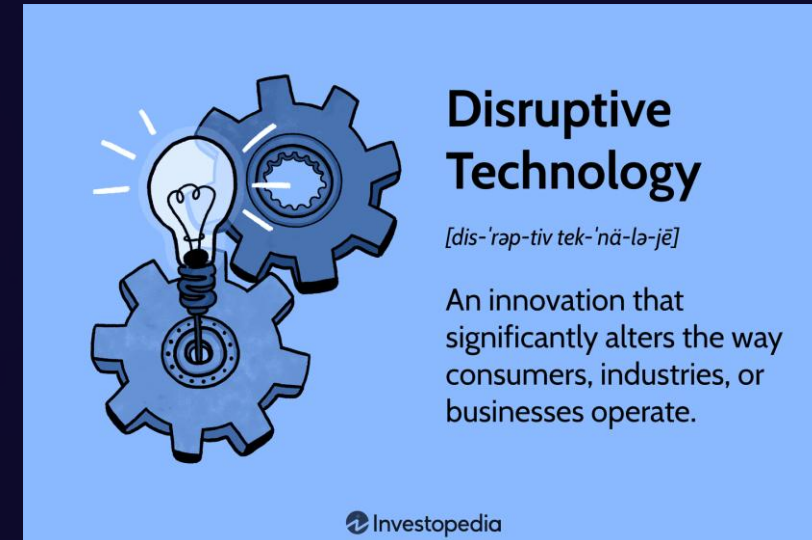 Disruptive
Technology
[dis-ˈrəp-tiv tek-ˈnä-lə-jē]
An innovation that
significantly alters the way
consumers, industries, or
businesses operate.
Investopedia